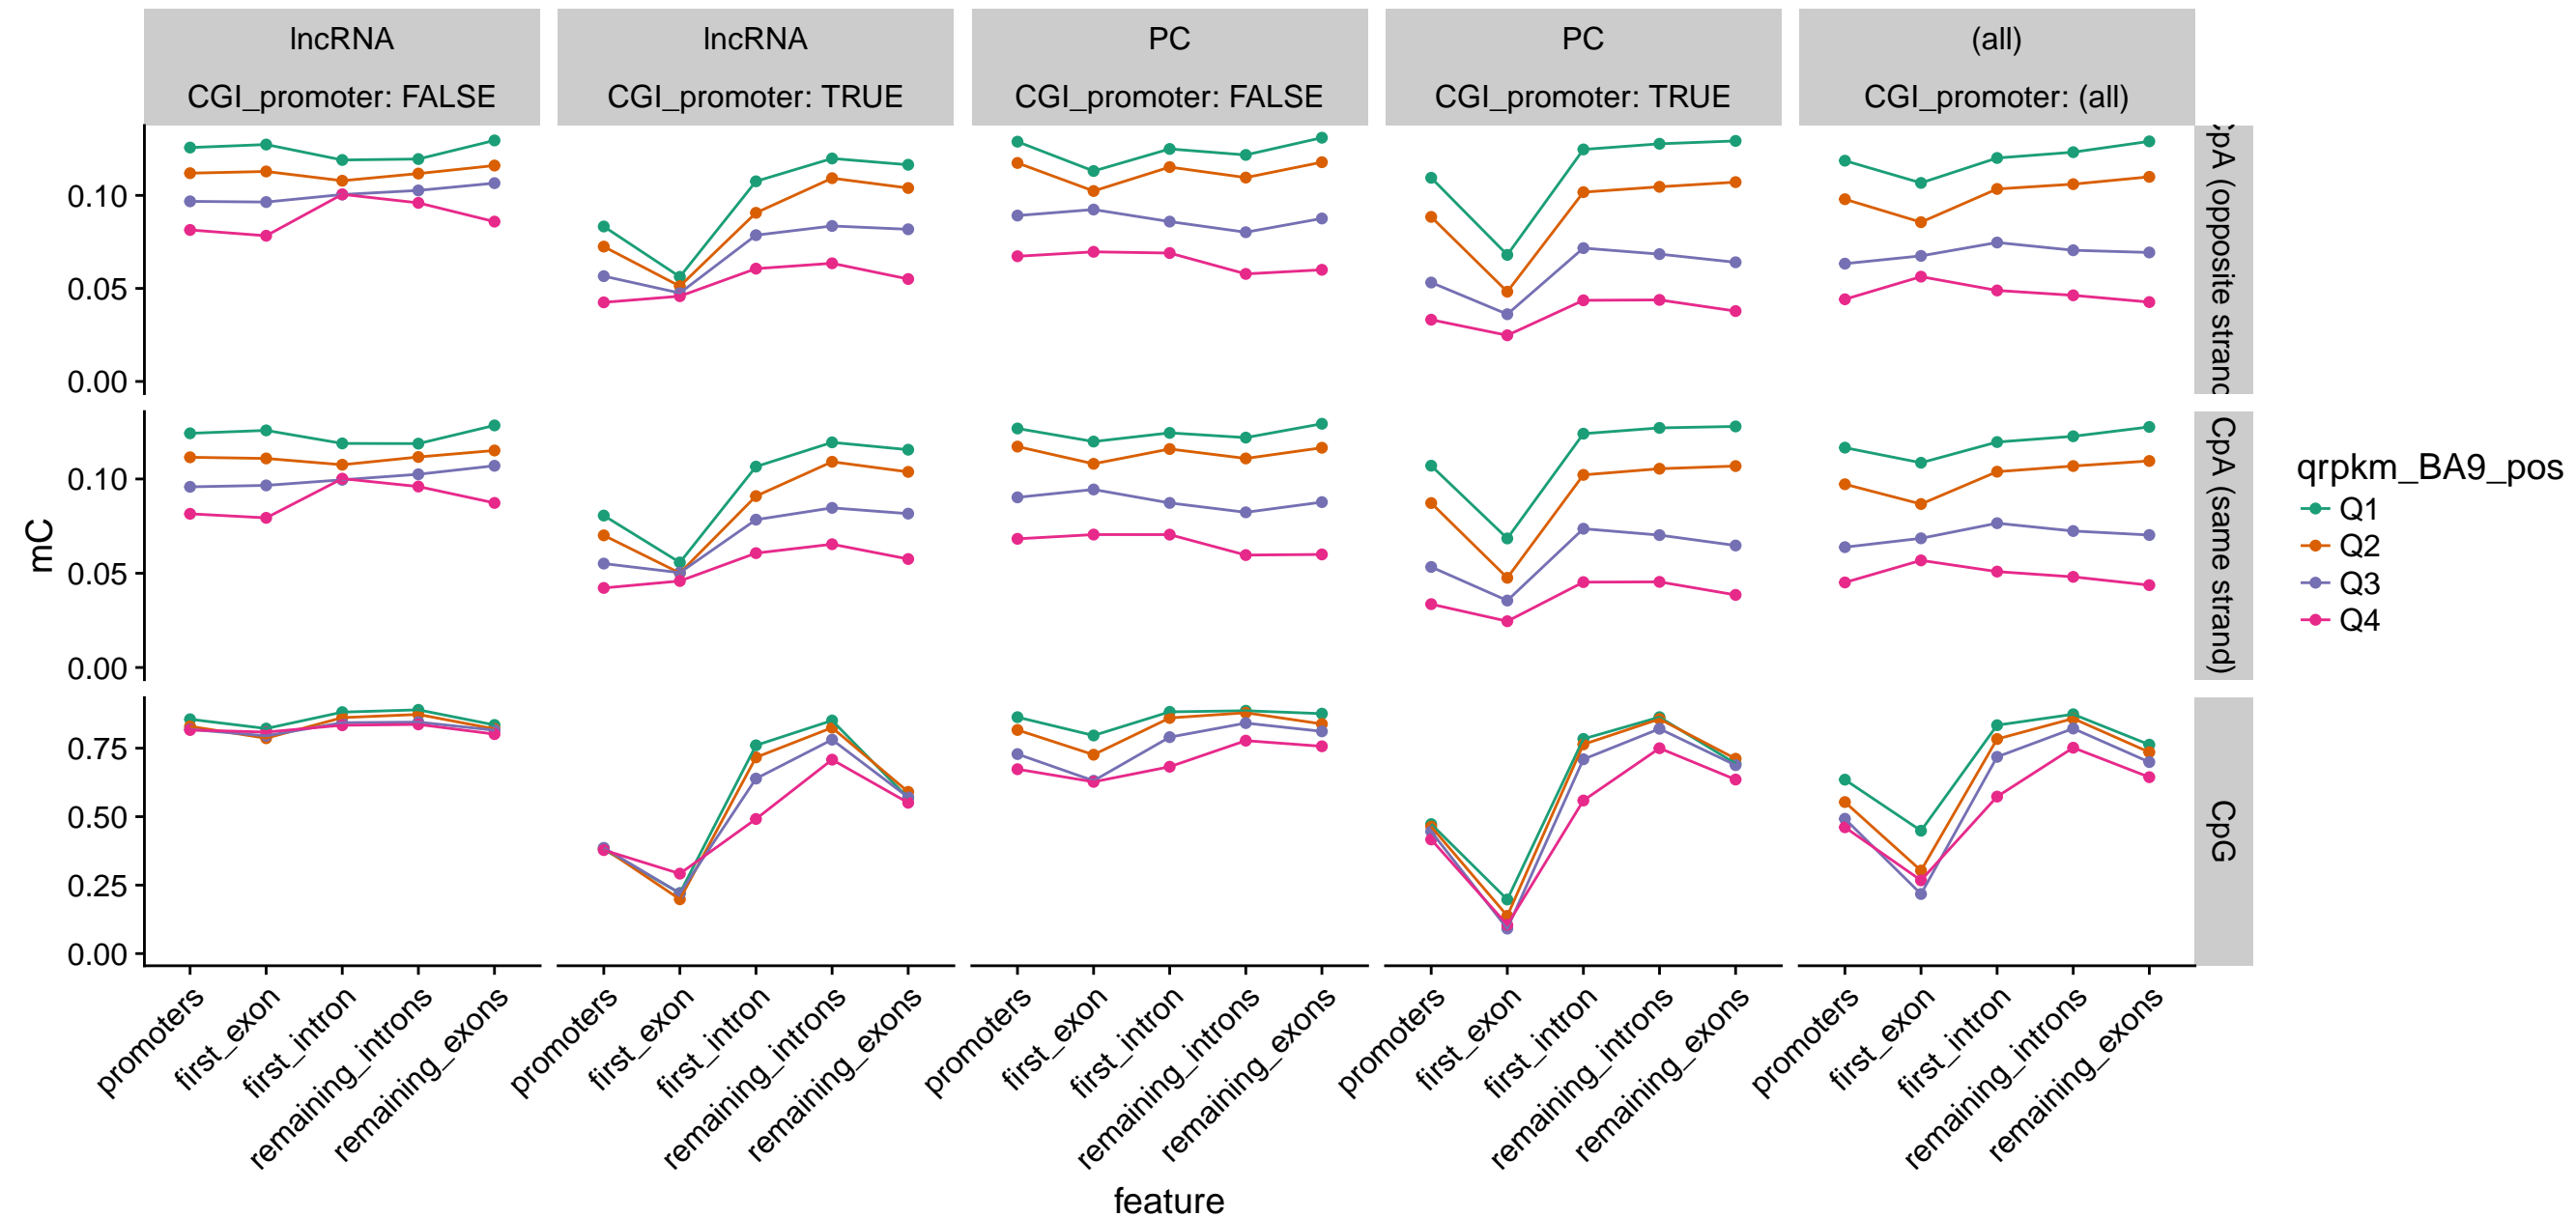 lncRNA
lncRNA
PC
PC
(all)
CGI_promoter: FALSE
CGI_promoter: TRUE
CGI_promoter: FALSE
CGI_promoter: TRUE
CGI_promoter: (all)
CpA (opposite strand
0.10
0.05
0.00
CpA (same strand)
0.10
0.05
0.00
CpG
0.75
0.50
0.25
0.00
mC
promoters
first_exon
first_intron
remaining_introns
remaining_exons
promoters
first_exon
first_intron
remaining_introns
remaining_exons
promoters
first_exon
first_intron
remaining_introns
remaining_exons
promoters
first_exon
first_intron
remaining_introns
remaining_exons
promoters
first_exon
first_intron
remaining_introns
remaining_exons
feature
qrpkm_BA9_pos
Q1
Q2
Q3
Q4